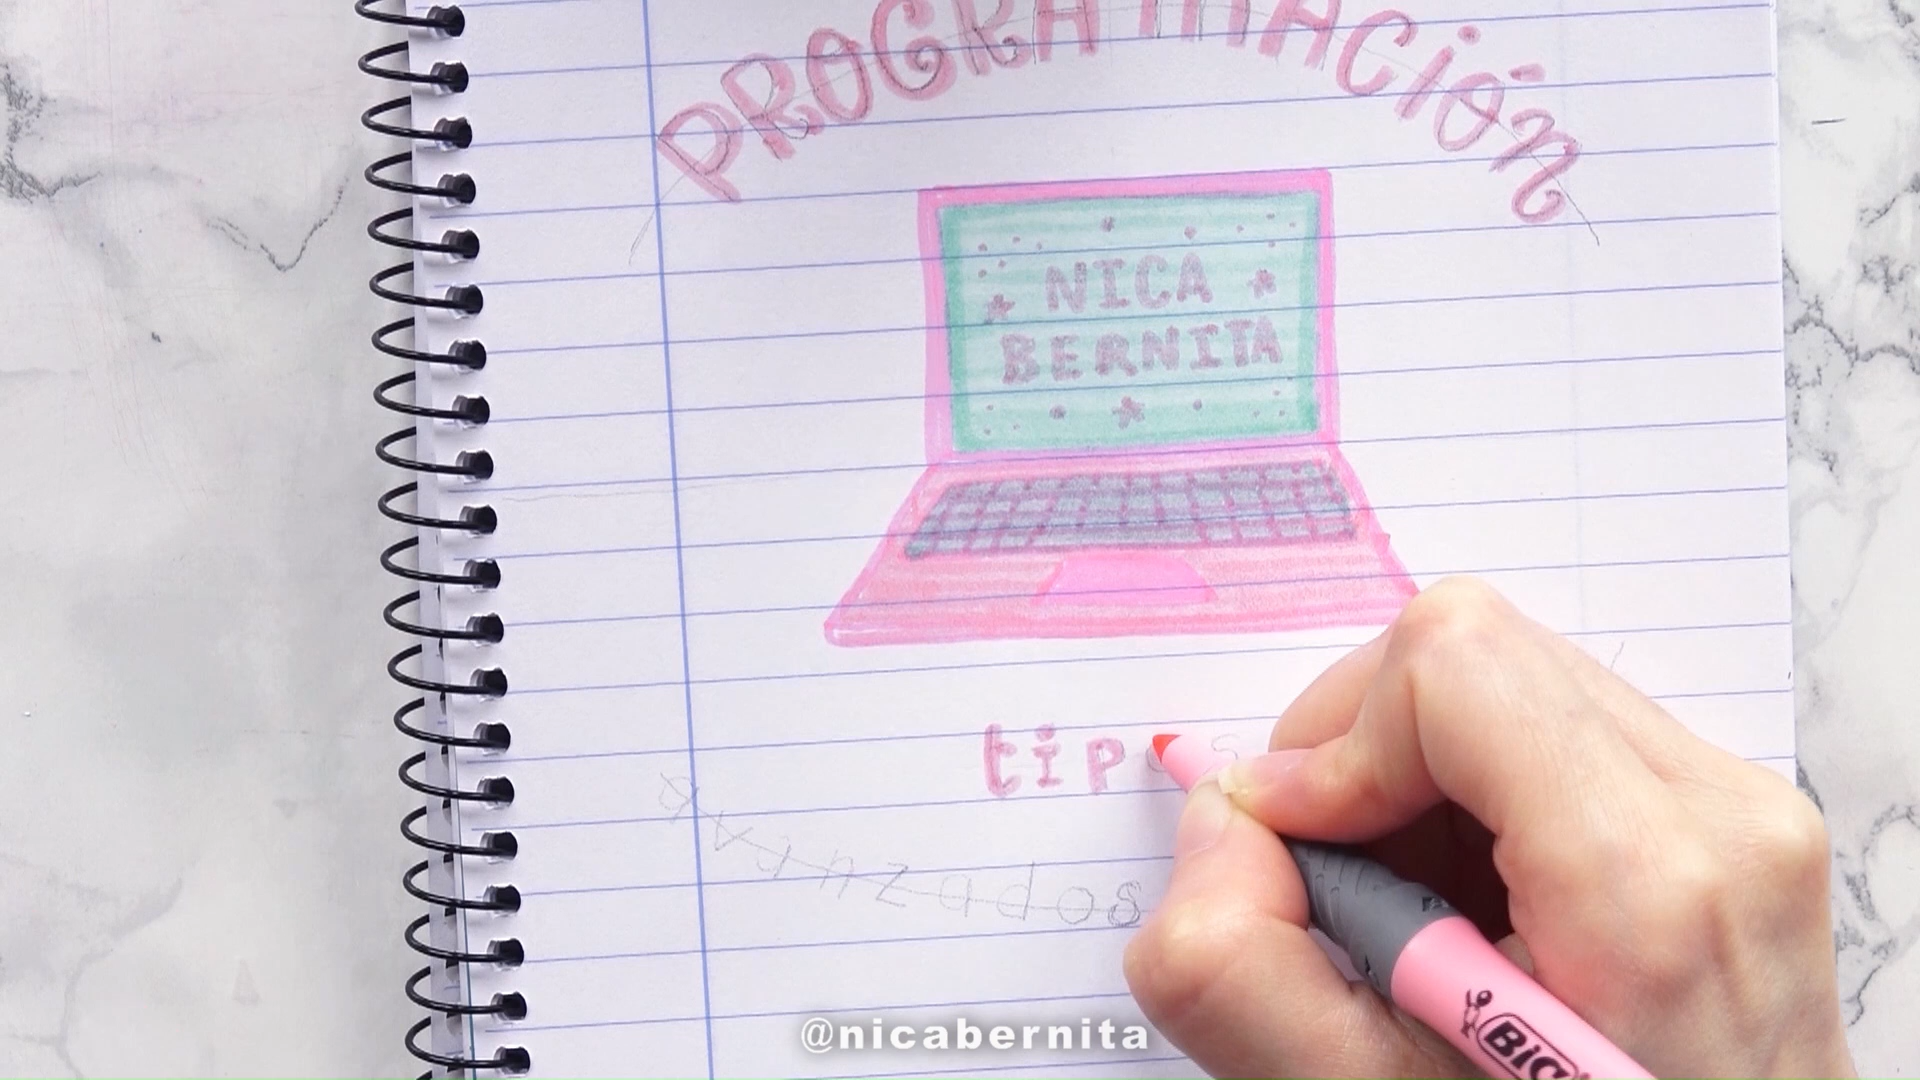 PROGRAMACIÓn
NICA
BERNITA
tipos
avanzados
@nicabernita
BIC